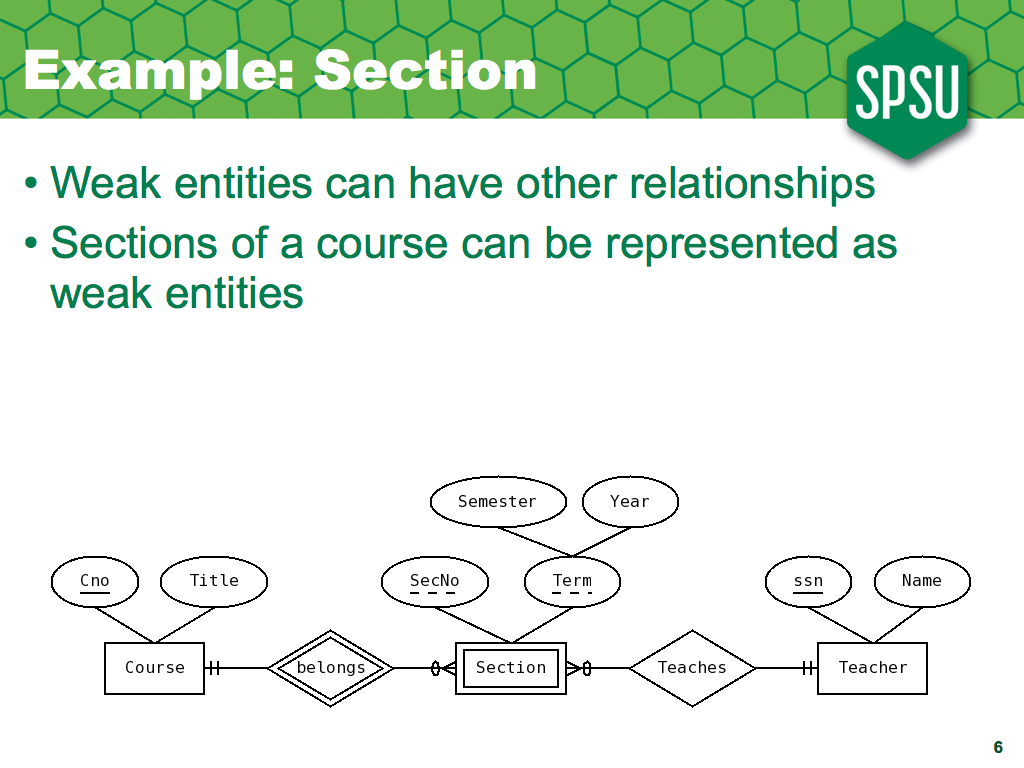 Example: Section
SPSU
• Weak entities can have other relationships
• Sections of a course can be represented as
weak entities
Semester Year
Cno Title SecNo Term ssn Name
Course belongs Section Teaches Teacher
6